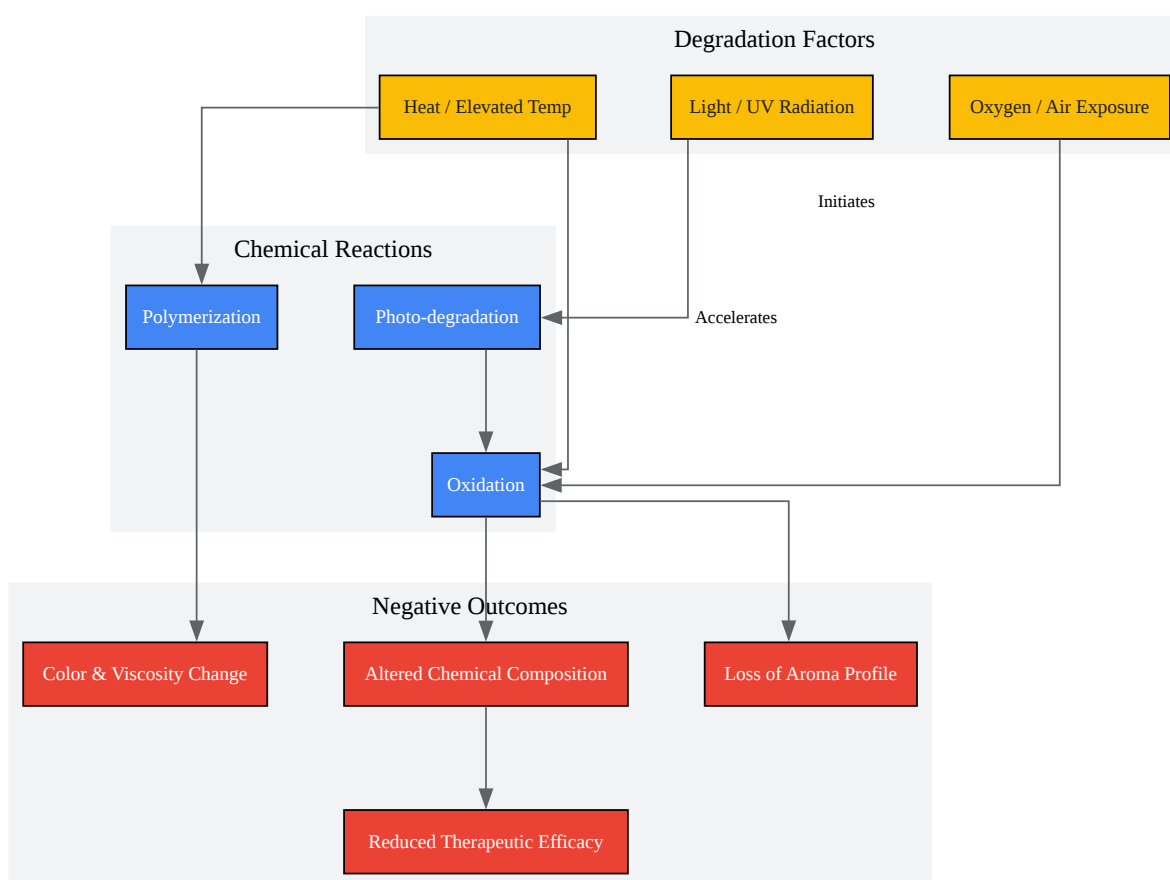 Degradation Factors
Heat / Elevated Temp
Light / UV Radiation
Oxygen / Air Exposure
Initiates
Chemical Reactions
Polymerization
Photo-degradation
Accelerates
Oxidation
Negative Outcomes
Color & Viscosity Change
Altered Chemical Composition
Loss of Aroma Profile
Reduced Therapeutic Efficacy